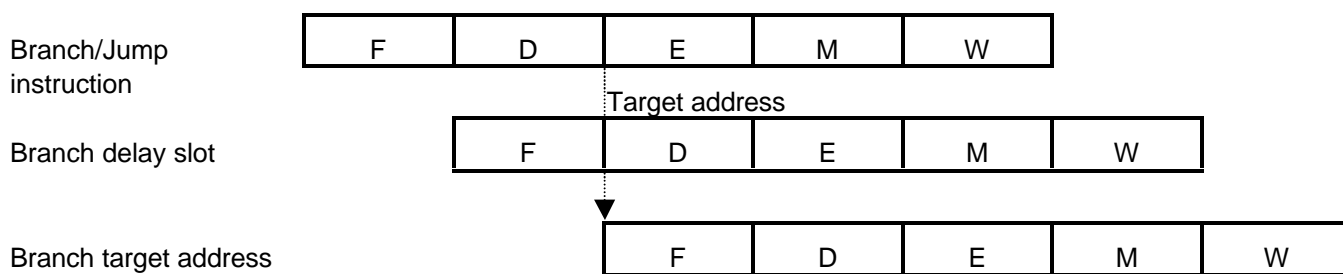 Branch/Jump
instruction
F D E M W
Target address
Branch delay slot
F D E M W
Branch target address
F D E M W